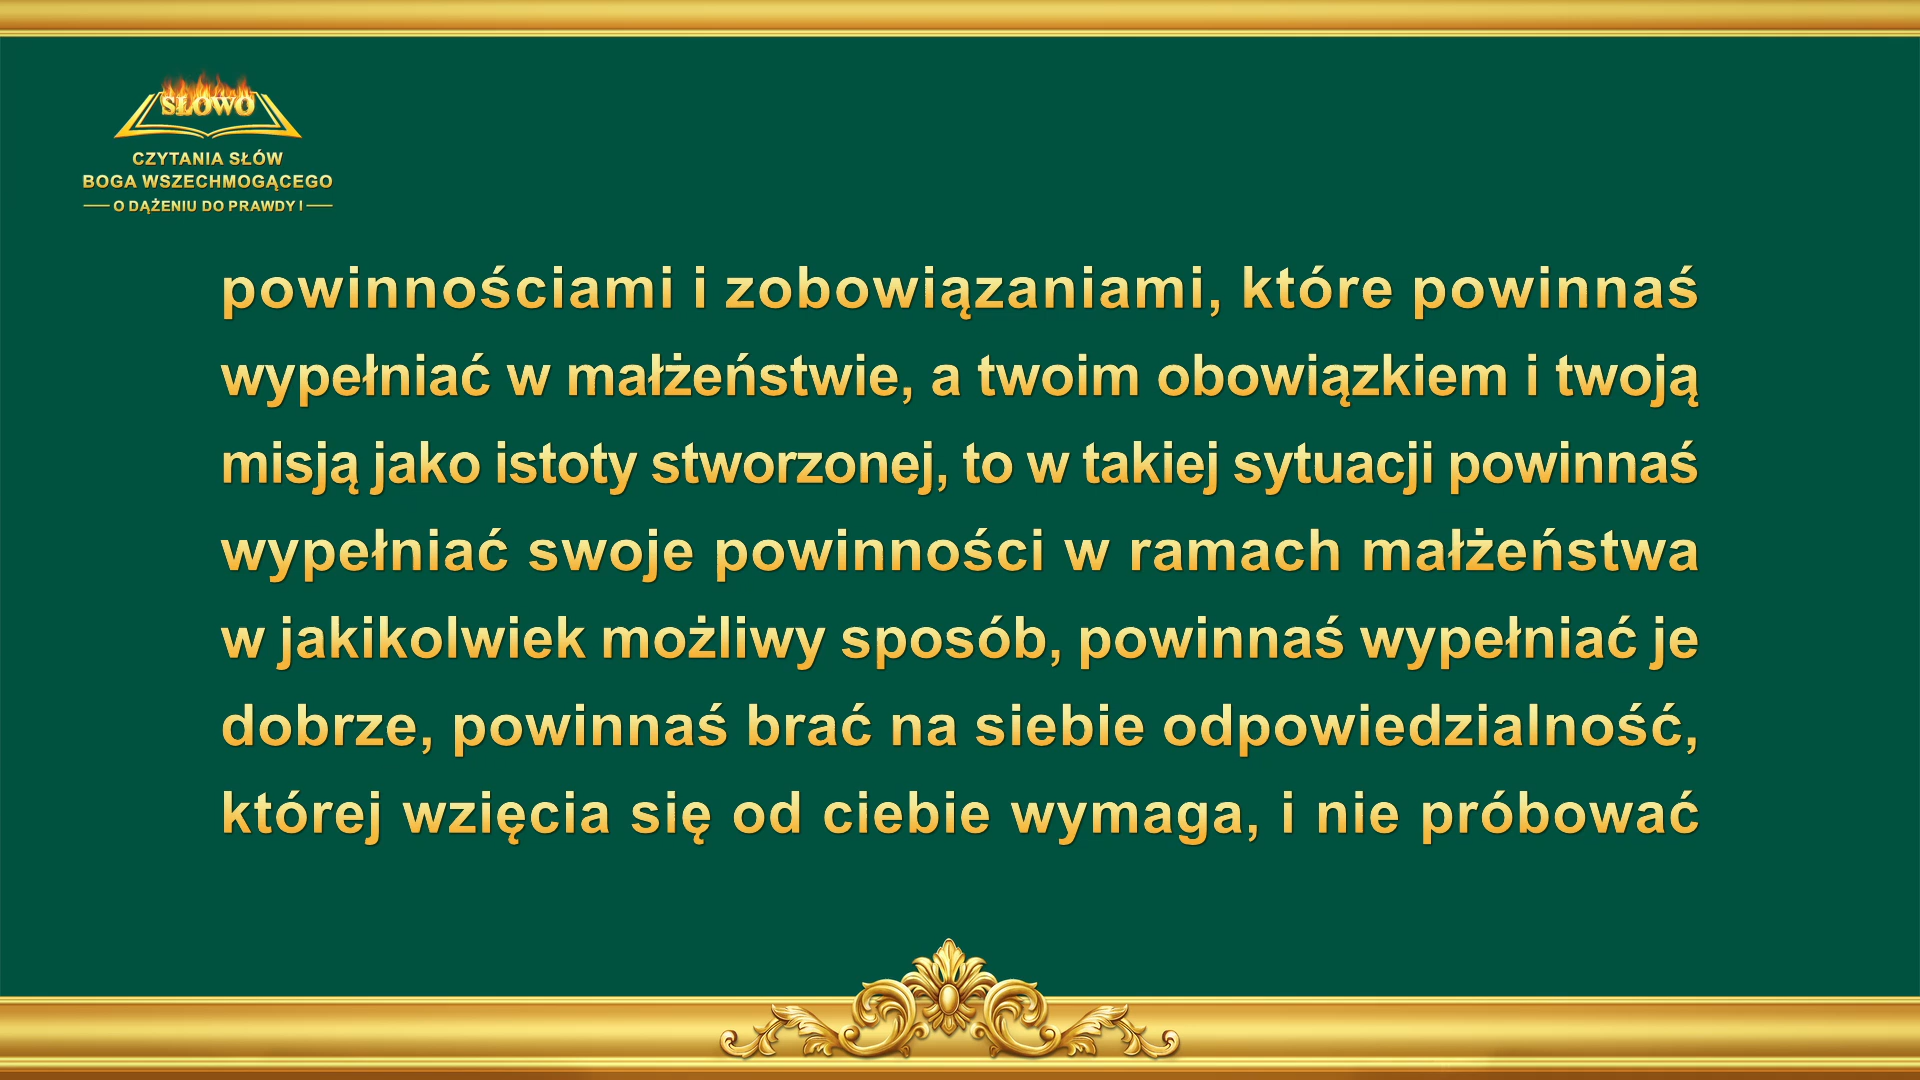 SŁOWO
CZYTANIA SŁÓW
BOGA WSZECHMOGĄCEGO
O DĄŻENIU DO PRAWDY I
powinnościami i zobowiązaniami, które powinnaś
wypełniać w małżeństwie, a twoim obowiązkiem i twoją
misją jako istoty stworzonej, to w takiej sytuacji powinnaś
wypełniać swoje powinności w ramach małżeństwa
w jakikolwiek możliwy sposób, powinnaś wypełniać je
dobrze, powinnaś brać na siebie odpowiedzialność,
której wzięcia się od ciebie wymaga, i nie próbować